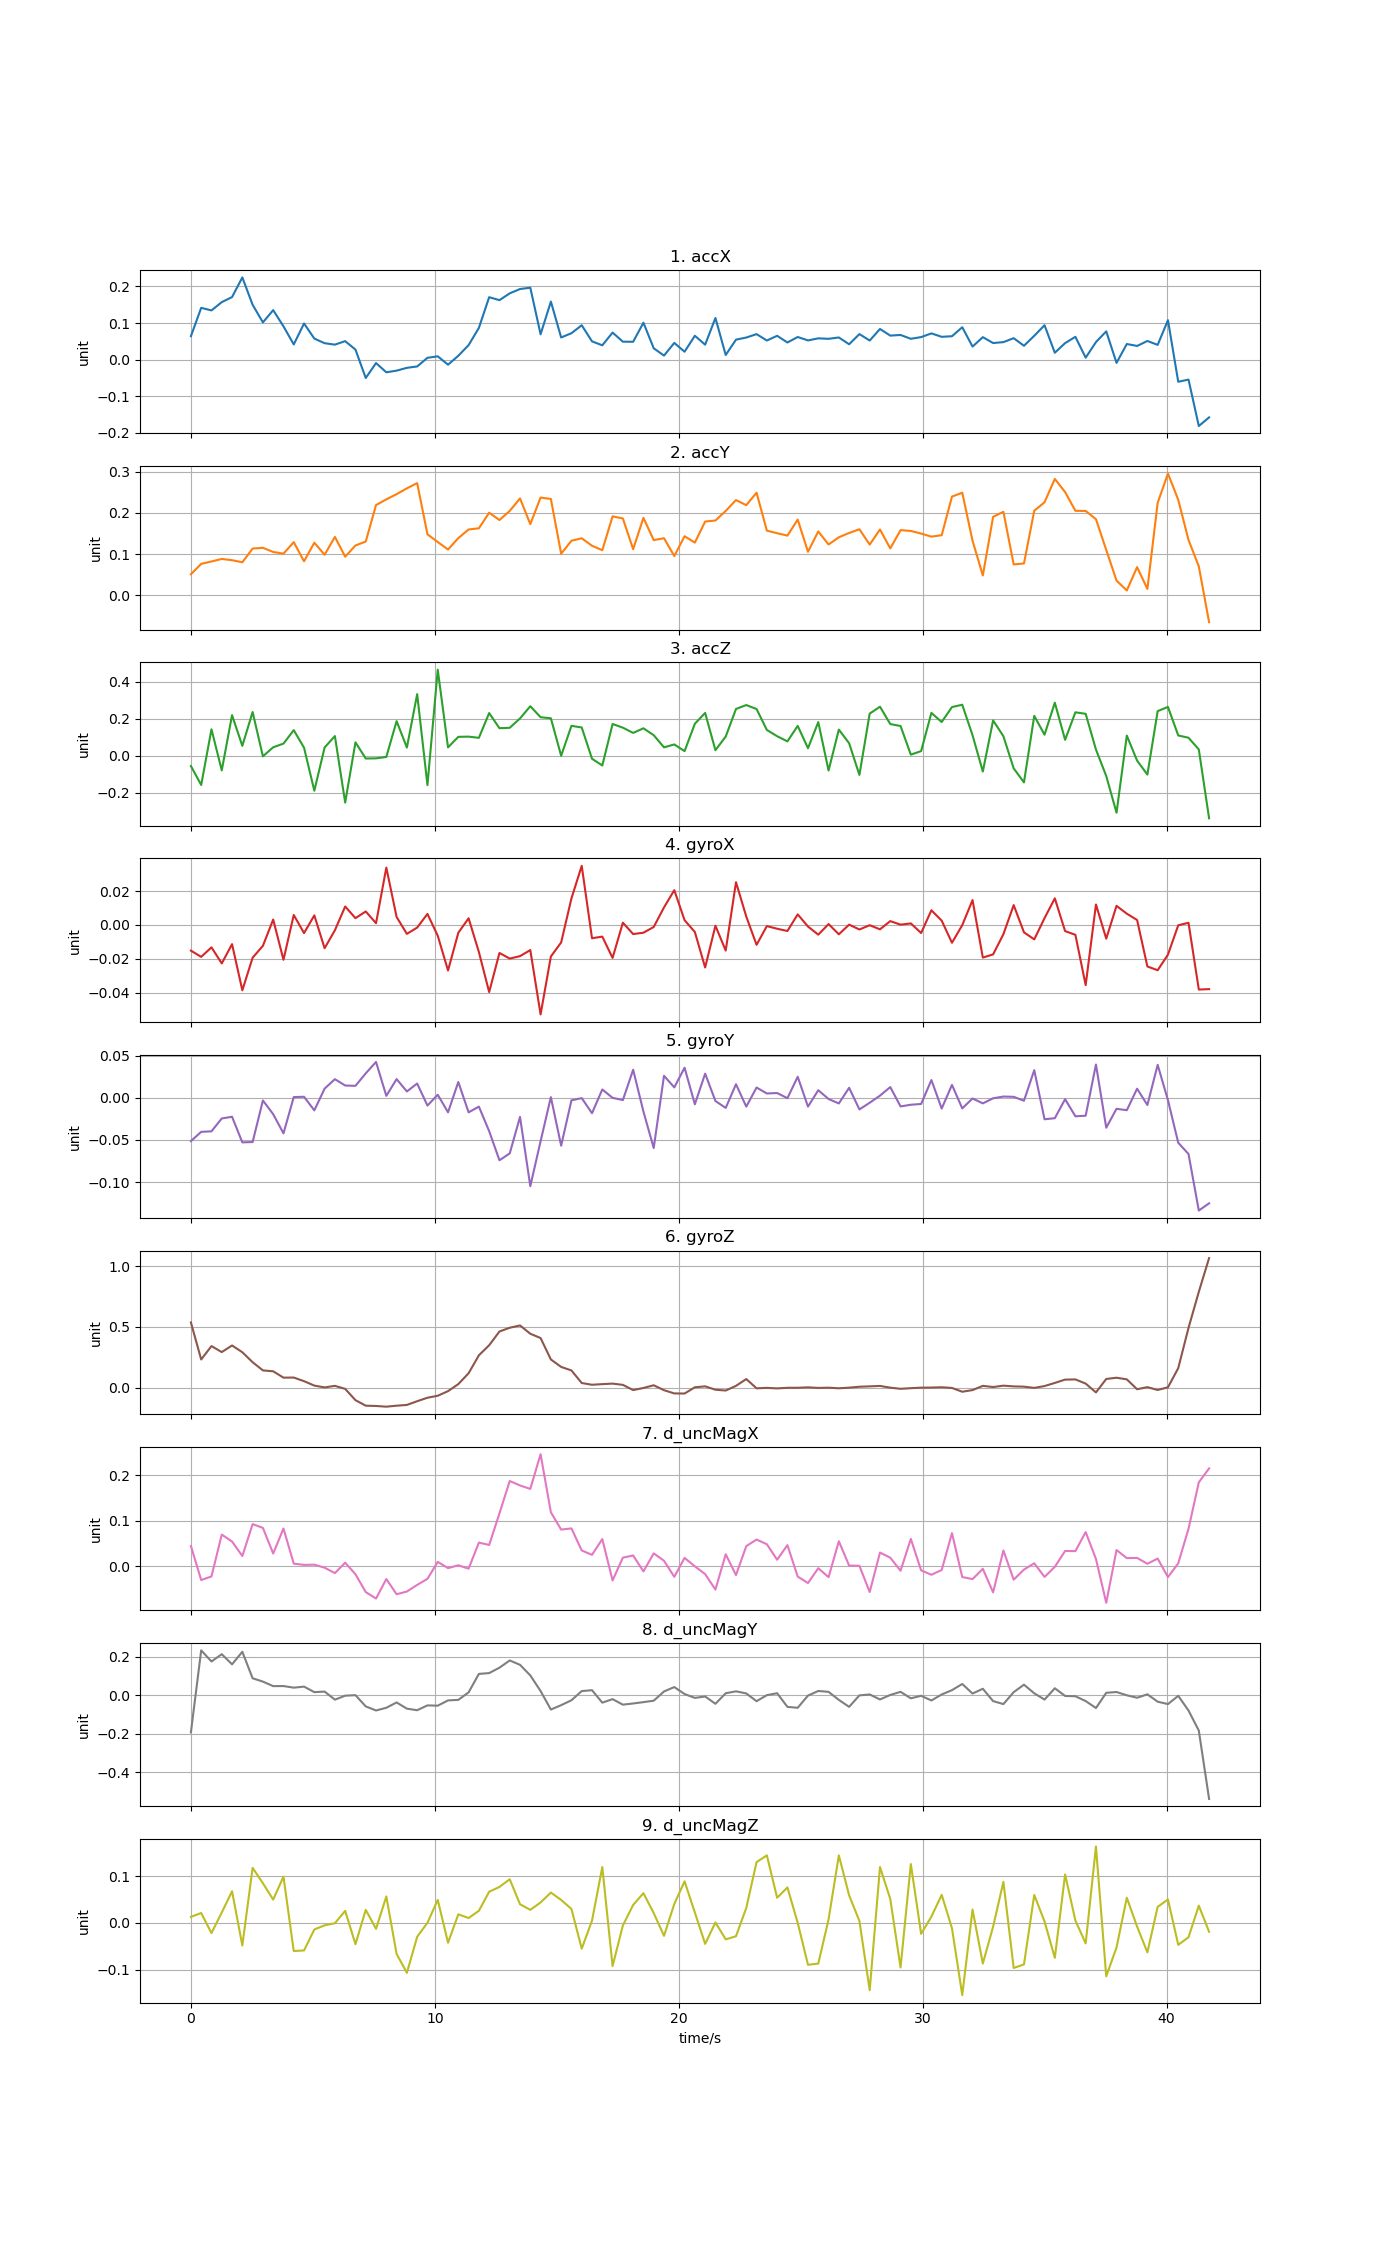 1. accX
0.2
0.1
0.0
−0.1
−0.2
unit
2. accY
0.3
0.2
0.1
0.0
unit
3. accZ
0.4
0.2
0.0
−0.2
unit
4. gyroX
0.02
0.00
−0.02
−0.04
unit
5. gyroY
0.05
0.00
−0.05
−0.10
unit
6. gyroZ
1.0
0.5
0.0
unit
7. d_uncMagX
0.2
0.1
0.0
unit
8. d_uncMagY
0.2
0.0
−0.2
−0.4
unit
9. d_uncMagZ
0.1
0.0
−0.1
unit
0 10 20 30 40
time/s